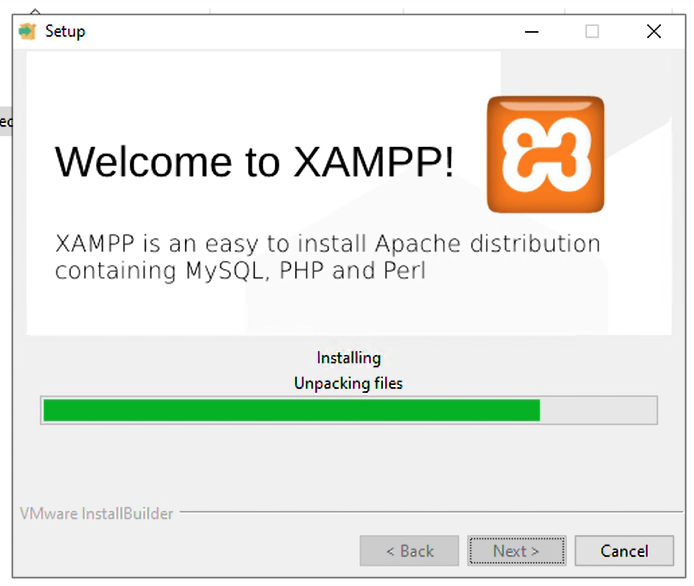 Setup
Welcome to XAMPP!
XAMPP is an easy to install Apache distribution
containing MySQL, PHP and Perl
Installing
Unpacking files
VMware InstallBuilder
< Back
Next >
Cancel